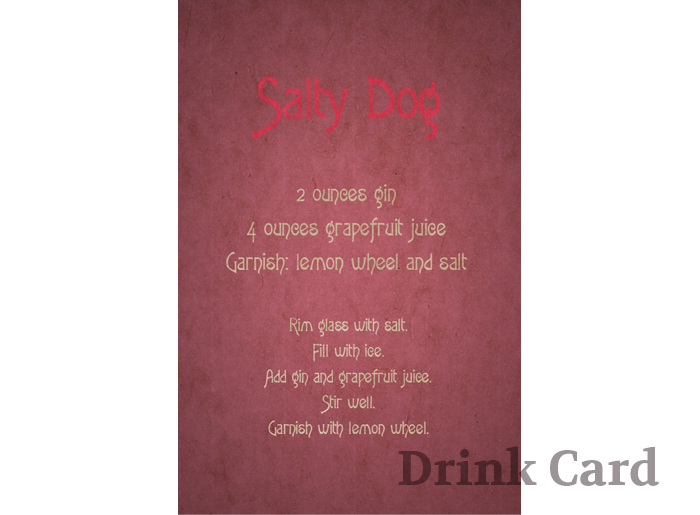 Salty Dog
2 ounces gin
4 ounces grapefruit juice
Garnish: lemon wheel and salt
Rim glass with salt.
Fill with ice.
Add gin and grapefruit juice.
Stir well.
Garnish with lemon wheel.
Drink Card